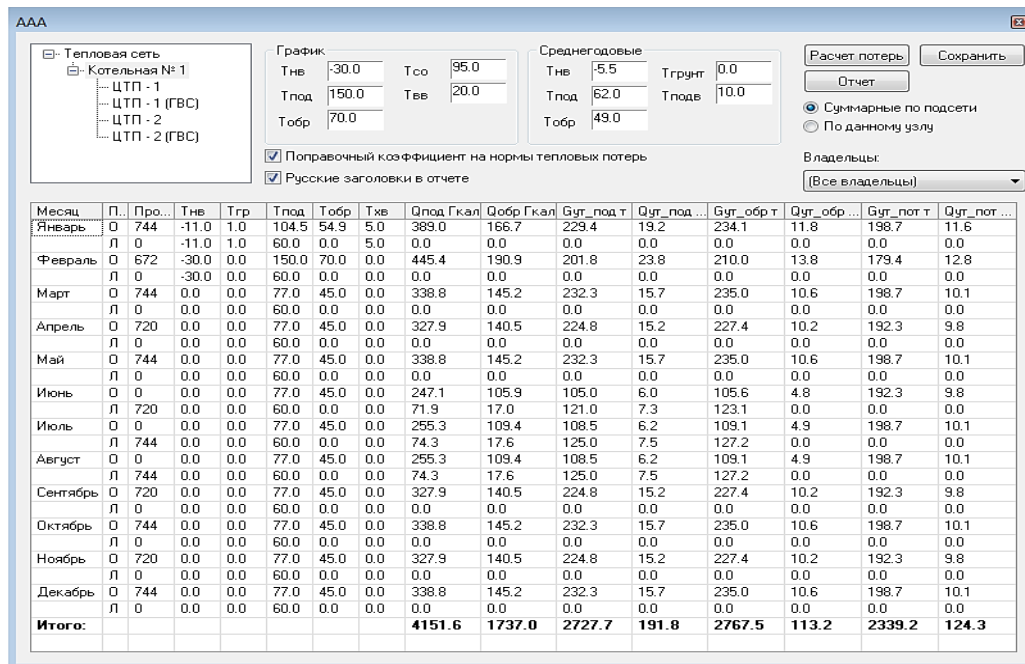 AAA
Тепловая сеть
Котельная № 1
ЦТП - 1
ЦТП - 1 (ГВС)
ЦТП - 2
ЦТП - 2 (ГВС)
График
Тнв -30.0 Тсо 95.0
Тпод 150.0 Твв 20.0
Тобр 70.0
Среднегодовые
Тнв -5.5 Тгрунт 0.0
Тпод 62.0 Тподв 10.0
Тобр 49.0
Поправочный коэффициент на нормы тепловых потерь
Русские заголовки в отчете
Расчет потерь Сохранить
Отчет
Суммарные по подсети
По данному узлу
Владельцы:
(Все владельцы)
Месяц П.. Про... Тнв Тгр Тпод Тобр Тхв Qпод Гкал Qобр Гкал Gут_под т Qут_под ... Gут_обр т Qут_обр ... Gут_пот т Qут_пот ...
Январь О 744 -11.0 1.0 104.5 54.9 5.0 389.0 166.7 229.4 19.2 234.1 11.8 198.7 11.6
Л 0 -11.0 1.0 60.0 0.0 5.0 0.0 0.0 0.0 0.0 0.0 0.0 0.0 0.0
Февраль О 672 -30.0 0.0 150.0 70.0 0.0 445.4 190.9 201.8 23.8 210.0 13.8 179.4 12.8
Л 0 -30.0 0.0 60.0 0.0 0.0 0.0 0.0 0.0 0.0 0.0 0.0 0.0 0.0
Март О 744 0.0 0.0 77.0 45.0 0.0 338.8 145.2 232.3 15.7 235.0 10.6 198.7 10.1
Л 0 0.0 0.0 60.0 0.0 0.0 0.0 0.0 0.0 0.0 0.0 0.0 0.0 0.0
Апрель О 720 0.0 0.0 77.0 45.0 0.0 327.9 140.5 224.8 15.2 227.4 10.2 192.3 9.8
Л 0 0.0 0.0 60.0 0.0 0.0 0.0 0.0 0.0 0.0 0.0 0.0 0.0 0.0
Май О 744 0.0 0.0 77.0 45.0 0.0 338.8 145.2 232.3 15.7 235.0 10.6 198.7 10.1
Л 0 0.0 0.0 60.0 0.0 0.0 0.0 0.0 0.0 0.0 0.0 0.0 0.0 0.0
Июнь О 0 0.0 0.0 77.0 45.0 0.0 247.1 105.9 105.0 6.0 105.6 4.8 192.3 9.8
Л 720 0.0 0.0 60.0 0.0 0.0 71.9 17.0 121.0 7.3 123.1 0.0 0.0 0.0
Июль О 0 0.0 0.0 77.0 45.0 0.0 255.3 109.4 108.5 6.2 109.1 4.9 198.7 10.1
Л 744 0.0 0.0 60.0 0.0 0.0 74.3 17.6 125.0 7.5 127.2 0.0 0.0 0.0
Август О 0 0.0 0.0 77.0 45.0 0.0 255.3 109.4 108.5 6.2 109.1 4.9 198.7 10.1
Л 744 0.0 0.0 60.0 0.0 0.0 74.3 17.6 125.0 7.5 127.2 0.0 0.0 0.0
Сентябрь О 720 0.0 0.0 77.0 45.0 0.0 327.9 140.5 224.8 15.2 227.4 10.2 192.3 9.8
Л 0 0.0 0.0 60.0 0.0 0.0 0.0 0.0 0.0 0.0 0.0 0.0 0.0 0.0
Октябрь О 744 0.0 0.0 77.0 45.0 0.0 338.8 145.2 232.3 15.7 235.0 10.6 198.7 10.1
Л 0 0.0 0.0 60.0 0.0 0.0 0.0 0.0 0.0 0.0 0.0 0.0 0.0 0.0
Ноябрь О 720 0.0 0.0 77.0 45.0 0.0 327.9 140.5 224.8 15.2 227.4 10.2 192.3 9.8
Л 0 0.0 0.0 60.0 0.0 0.0 0.0 0.0 0.0 0.0 0.0 0.0 0.0 0.0
Декабрь О 744 0.0 0.0 77.0 45.0 0.0 338.8 145.2 232.3 15.7 235.0 10.6 198.7 10.1
Л 0 0.0 0.0 60.0 0.0 0.0 0.0 0.0 0.0 0.0 0.0 0.0 0.0 0.0
Итого: 4151.6 1737.0 2727.7 191.8 2767.5 113.2 2339.2 124.3